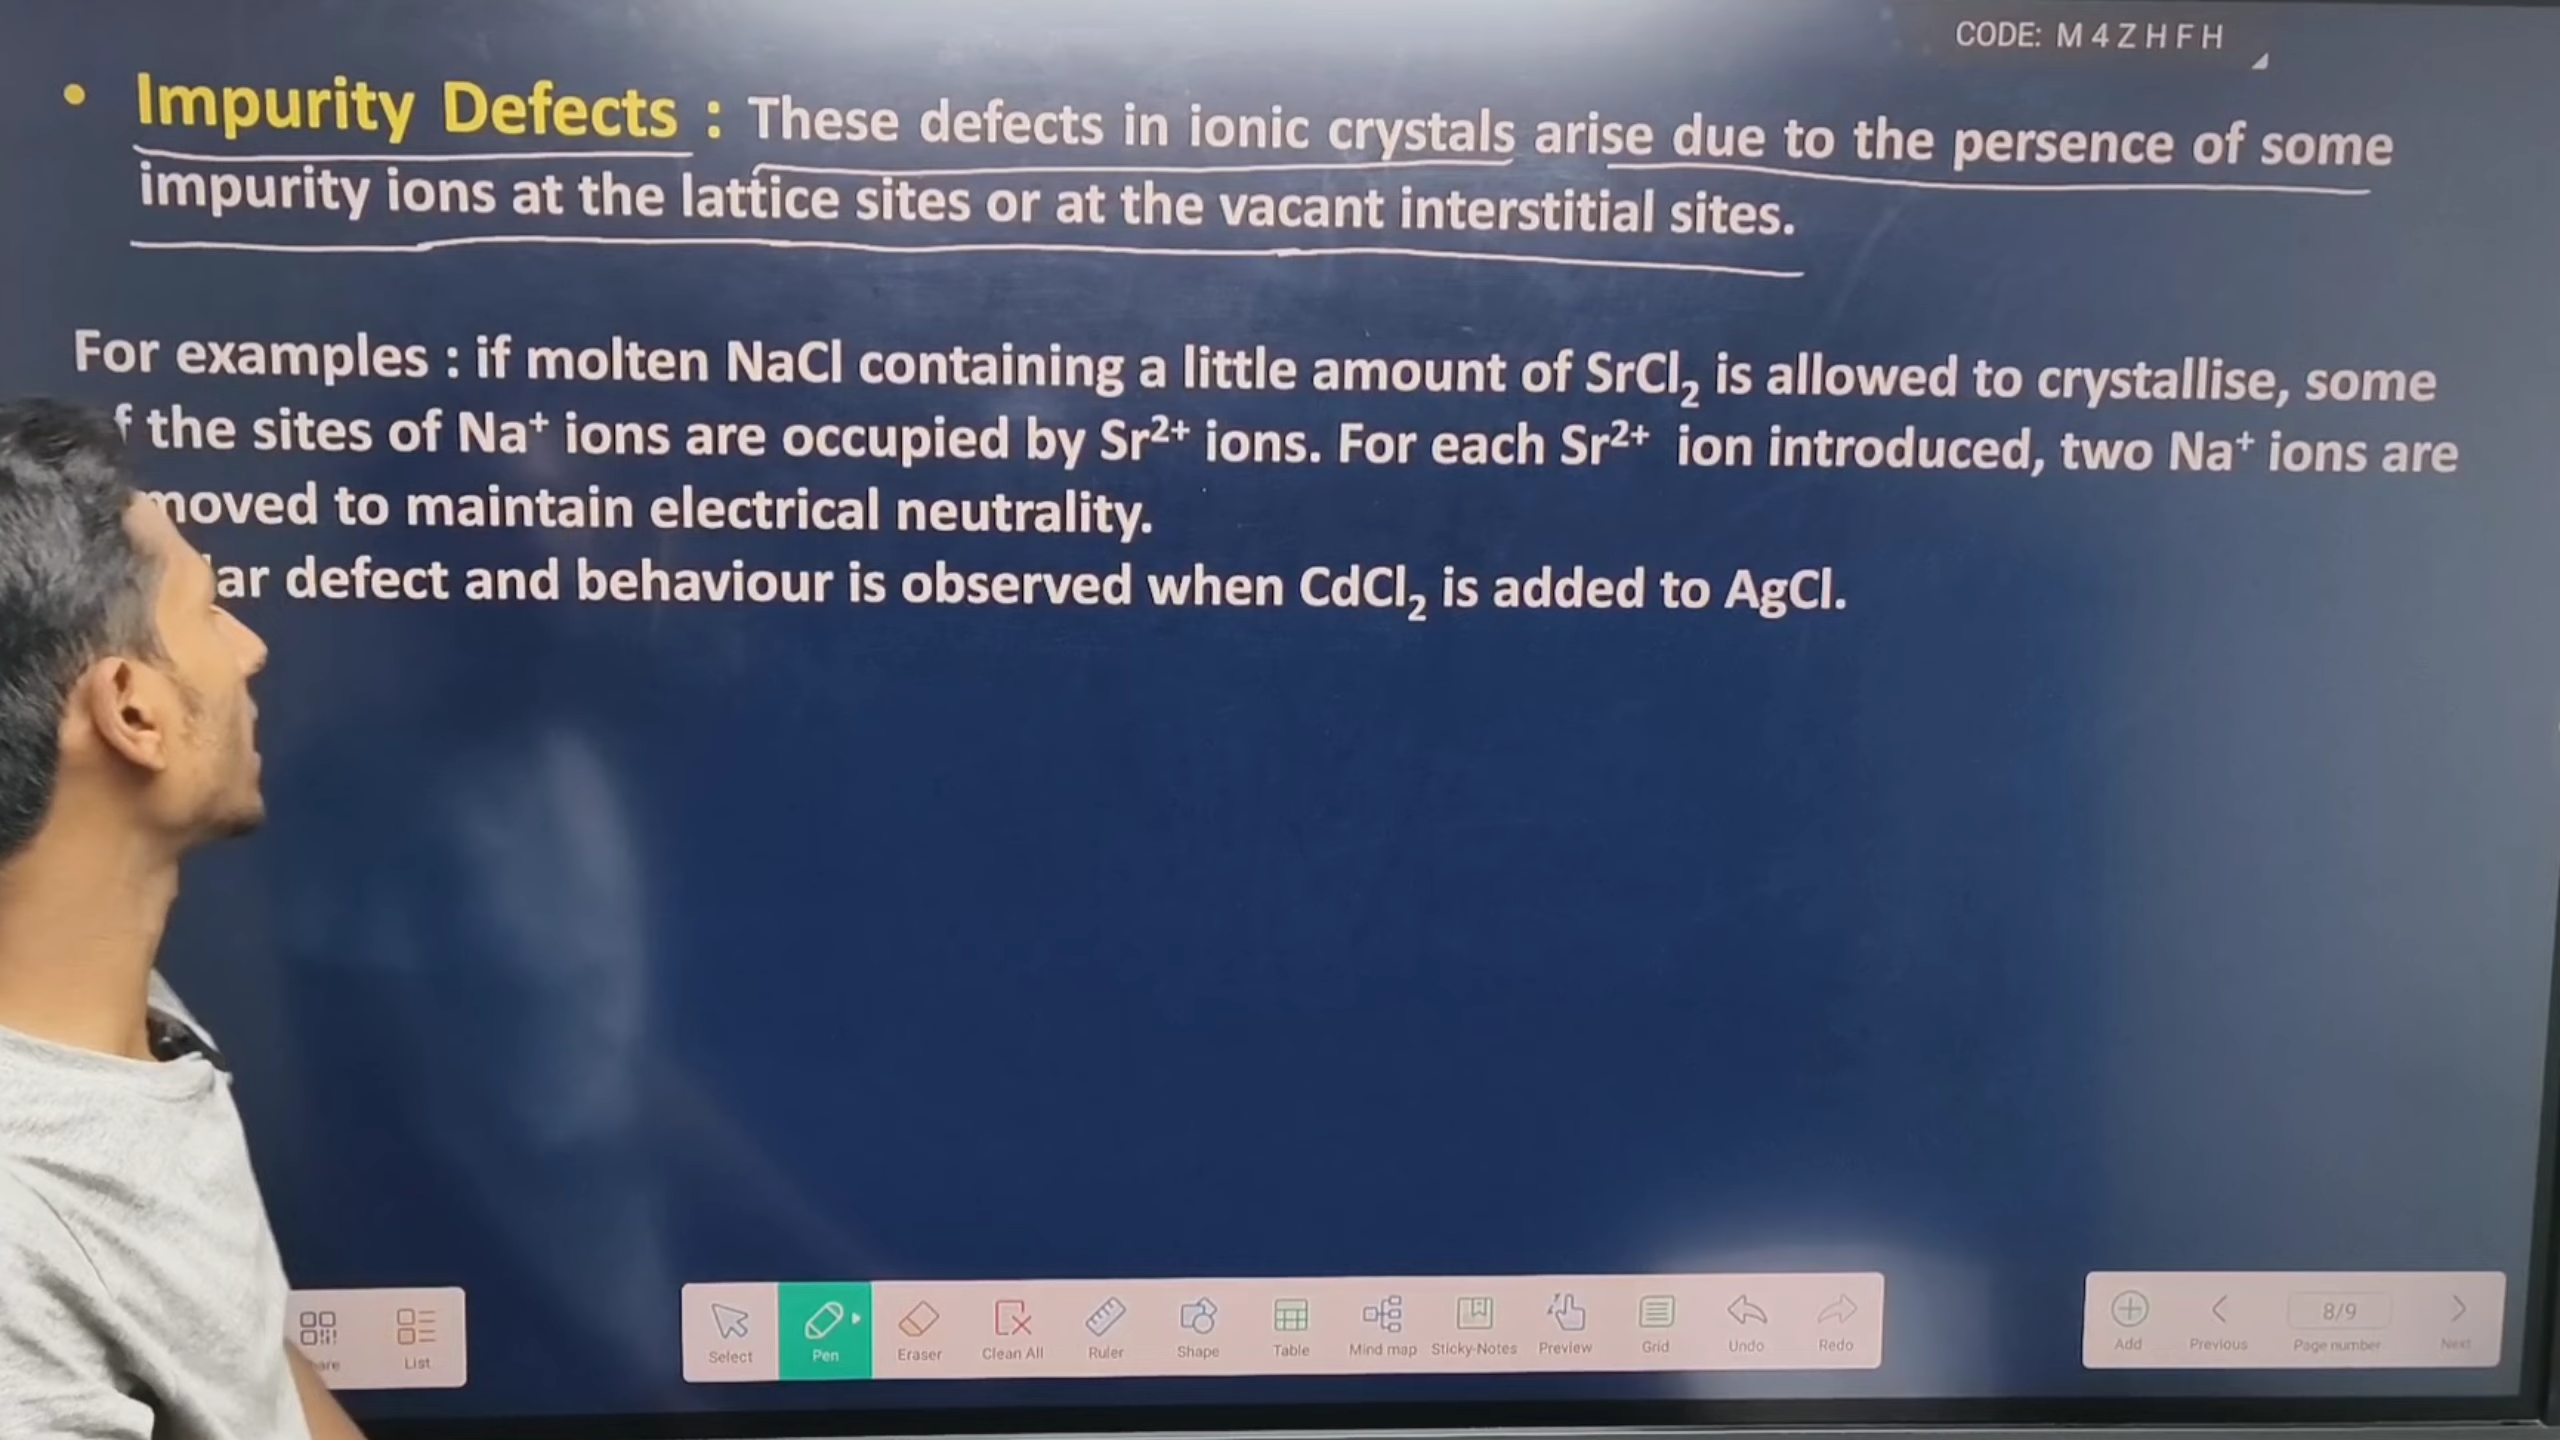 CODE: M4ZHFH
• Impurity Defects : These defects in ionic crystals arise due to the persence of some
impurity ions at the lattice sites or at the vacant interstitial sites.
For examples : if molten NaCl containing a little amount of SrCl₂ is allowed to crystallise, some
the sites of Na⁺ ions are occupied by Sr²⁺ ions. For each Sr²⁺ ion introduced, two Na⁺ ions are
moved to maintain electrical neutrality.
lar defect and behaviour is observed when CdCl₂ is added to AgCl.
List
Select Pen Eraser Clean All Ruler Shape Table Mind map Sticky-Notes Preview Grid Undo Redo
Add Previous 8/9 Page number Next